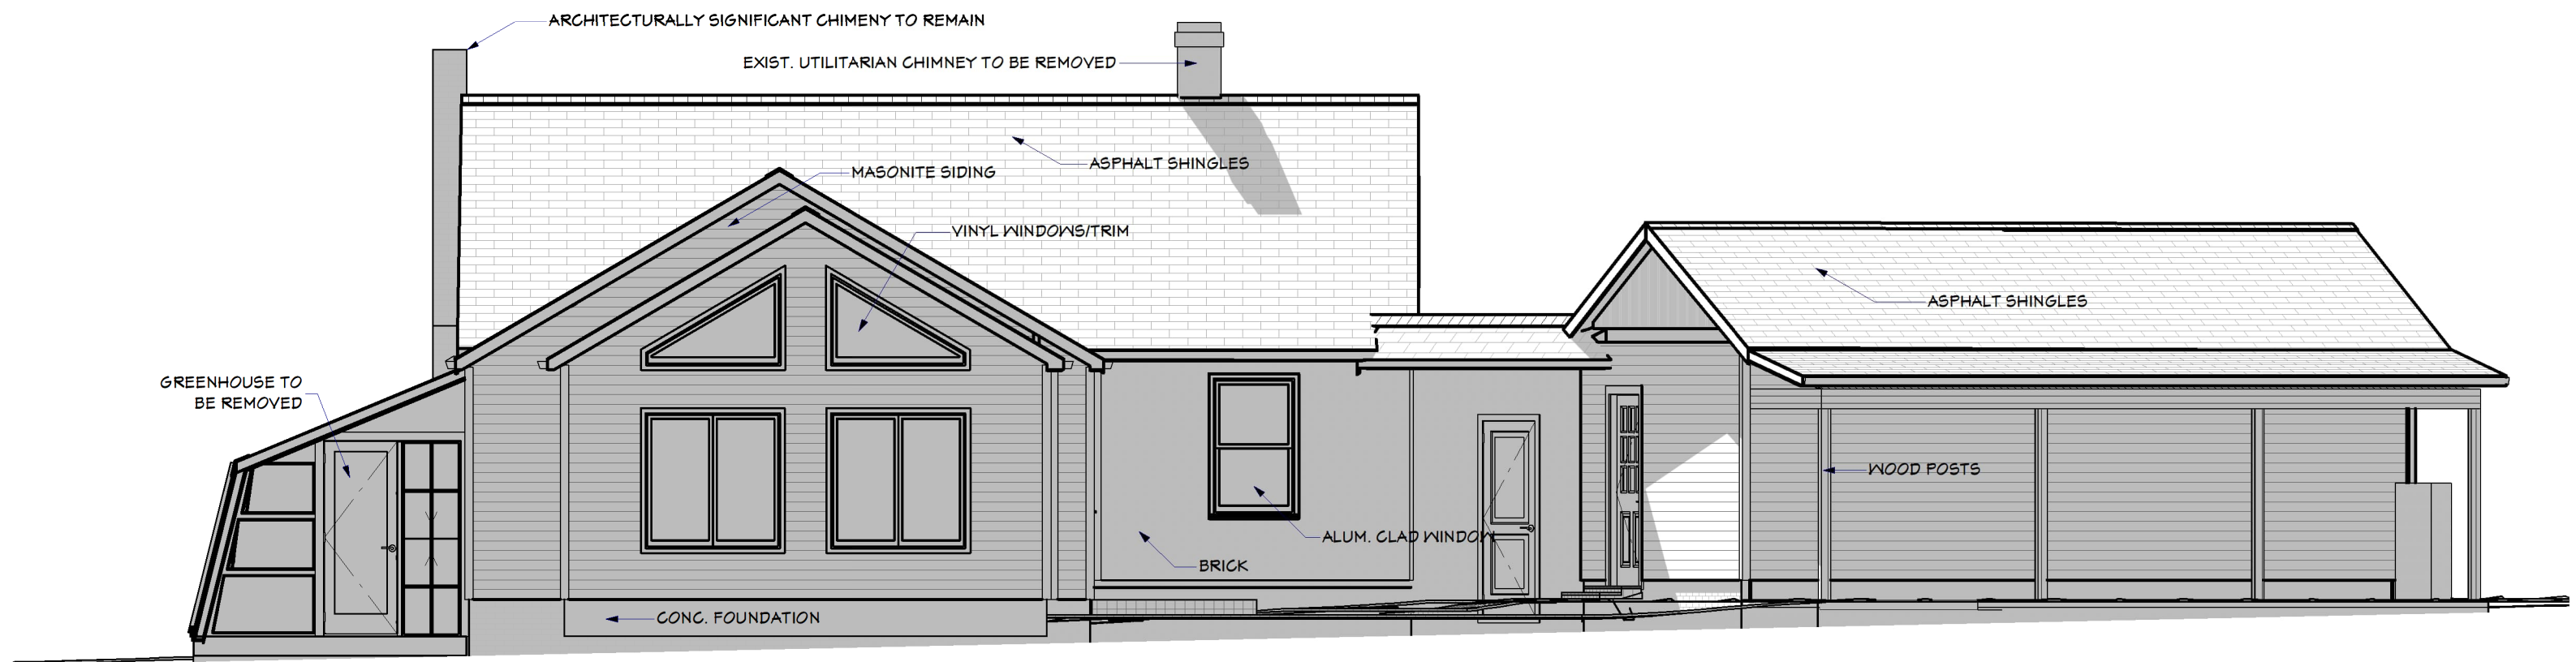 ARCHITECTURALLY SIGNIFICANT CHIMENY TO REMAIN
EXIST. UTILITARIAN CHIMNEY TO BE REMOVED
ASPHALT SHINGLES
MASONITE SIDING
VINYL WINDOWS/TRIM
ASPHALT SHINGLES
GREENHOUSE TO
BE REMOVED
WOOD POSTS
ALUM. CLAD WINDOW
BRICK
CONC. FOUNDATION